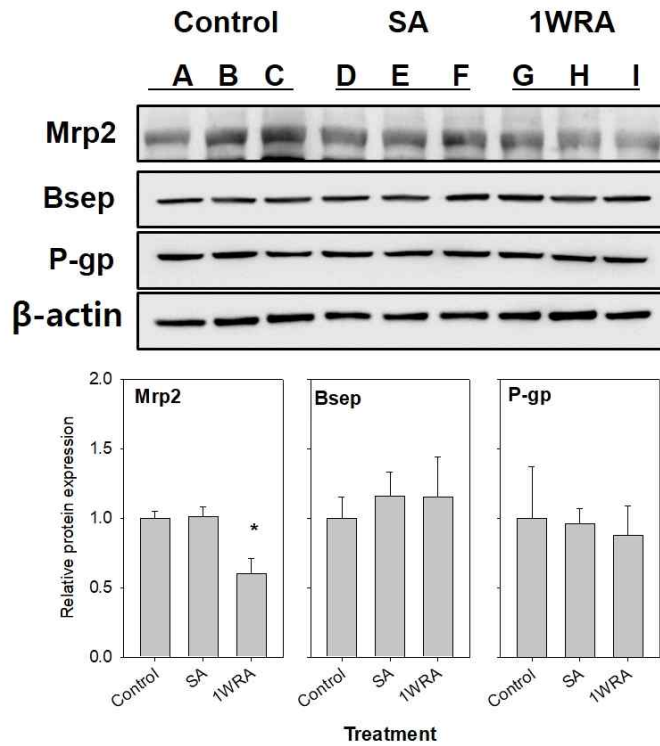 Control SA 1WRA
A B C D E F G H I
Mrp2
Bsep
P-gp
β-actin
Relative protein expression
2.0
1.5
1.0
0.5
0.0
Mrp2 Bsep P-gp
*
Control SA 1WRA Control SA 1WRA Control SA 1WRA
Treatment